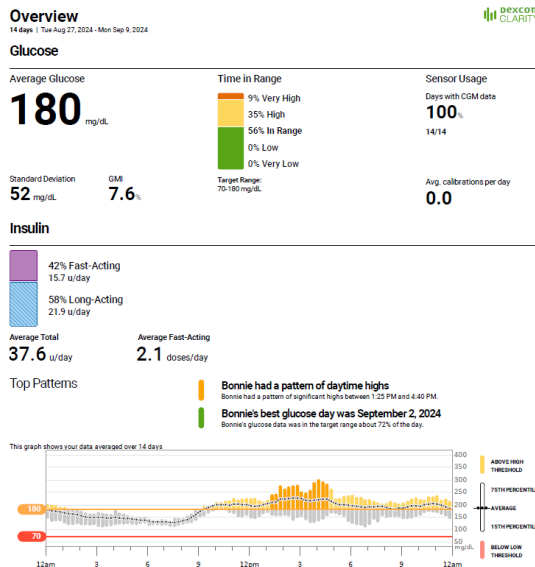 Overview
DEXCOM
CLARITY
14 days | Tue Aug 27, 2024 - Mon Sep 9, 2024
Glucose
Average Glucose
180 mg/dL
Standard Deviation
52 mg/dL
GMI
7.6%
Time in Range
9% Very High
35% High
56% In Range
0% Low
0% Very Low
Target Range:
70-180 mg/dL
Sensor Usage
Days with CGM data
100%
14/14
Avg. calibrations per day
0.0
Insulin
42% Fast-Acting
15.7 u/day
58% Long-Acting
21.9 u/day
Average Total
37.6 u/day
Average Fast-Acting
2.1 doses/day
Top Patterns
Bonnie had a pattern of daytime highs
Bonnie had a pattern of significant highs between 1:25 PM and 4:40 PM.
Bonnie's best glucose day was September 2, 2024
Bonnie's glucose data was in the target range about 72% of the day.
This graph shows your data averaged over 14 days
400
350
300
250
200
150
100
50
mg/dL
180
70
12am
3
6
9
12pm
3
6
9
12am
ABOVE HIGH
THRESHOLD
75TH PERCENTIL
AVERAGE
15TH PERCENTIL
BELOW LOW
THRESHOLD